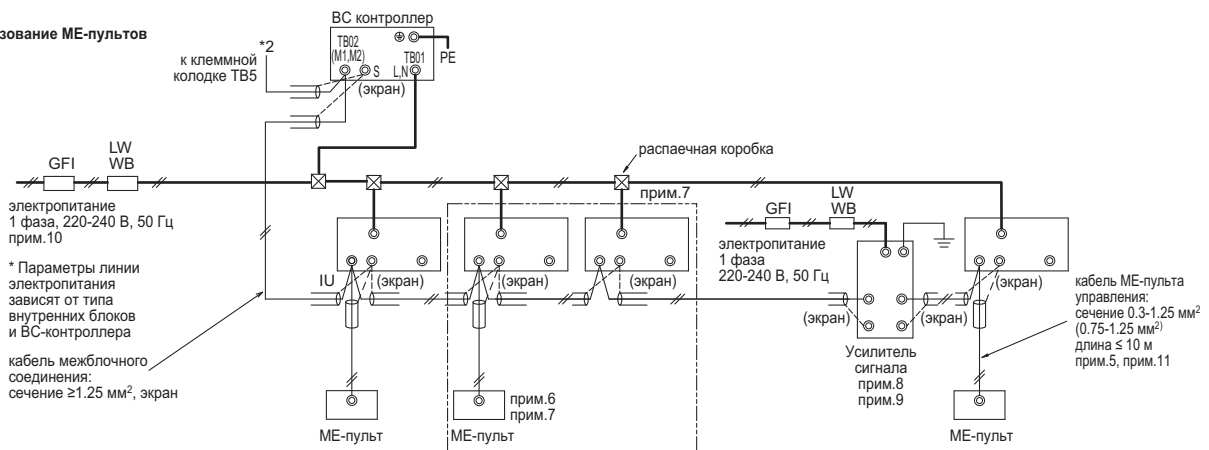 зование МЕ-пультов
ВС контроллер
*2
к клеммной
колодке ТВ5
TB02
(M1,M2)
S
L,N
TB01
PE
(экран)
GFI
LW
WB
распаечная коробка
прим.7
электропитание
1 фаза, 220-240 В, 50 Гц
прим.10
GFI
LW
WB
электропитание
1 фаза
220-240 В, 50 Гц
* Параметры линии
электропитания
зависят от типа
внутренних блоков
и ВС-контроллера
IU
(экран)
(экран)
(экран)
(экран)
(экран)
(экран)
кабель МЕ-пульта
управления:
сечение 0.3-1.25 мм²
(0.75-1.25 мм²)
длина ≤ 10 м
прим.5, прим.11
кабель межблочного
соединения:
сечение ≥1.25 мм², экран
Усилитель
сигнала
прим.8
прим.9
прим.6
прим.7
МЕ-пульт
МЕ-пульт
МЕ-пульт